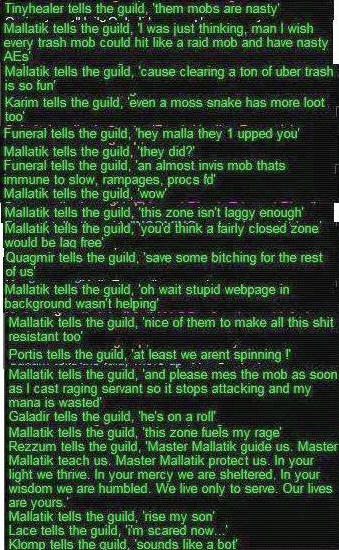 Tinyhealer tells the guild, 'them mobs are nasty'
Mallatik tells the guild, 'I was just thinking, man I wish
every trash mob could hit like a raid mob and have nasty
AEs'
Mallatik tells the guild, 'cause clearing a ton of uber trash
is so fun'
Karim tells the guild, 'even a moss snake has more loot
too'
Funeral tells the guild, 'hey malla they 1 upped you'
Mallatik tells the guild, 'they did?'
Funeral tells the guild, 'an almost invis mob thats
immune to slow, rampages, procs fd'
Mallatik tells the guild, 'wow'
Mallatik tells the guild, 'this zone isn't laggy enough'
Mallatik tells the guild, 'you'd think a fairly closed zone
would be lag free'
Quagmir tells the guild, 'save some bitching for the rest
of us'
Mallatik tells the guild, 'oh wait stupid webpage in
background wasn't helping'
Mallatik tells the guild, 'nice of them to make all this shit
resistant too'
Portis tells the guild, 'at least we arent spinning !'
Mallatik tells the guild, 'and please mes the mob as soon
as I cast raging servant so it stops attacking and my
mana is wasted'
Galadir tells the guild, 'he's on a roll'
Mallatik tells the guild, 'this zone fuels my rage'
Rezzum tells the guild, 'Master Mallatik guide us. Master
Mallatik teach us. Master Mallatik protect us. In your
light we thrive. In your mercy we are sheltered. In your
wisdom we are humbled. We live only to serve. Our lives
are yours.'
Mallatik tells the guild, 'rise my son'
Lace tells the guild, 'i'm scared now...'
Klomp tells the guild, 'sounds like a bot'